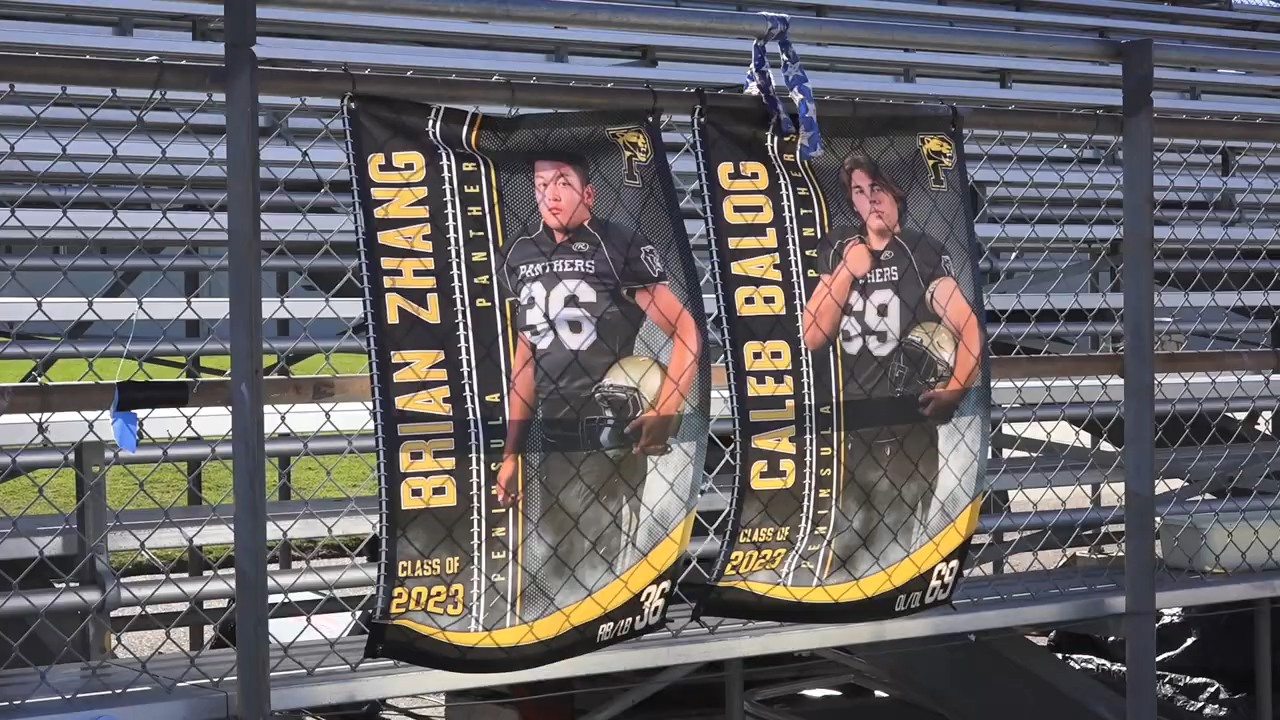 BRIAN ZHANG
PENINSULA PANTHER
PANTHERS
36
CLASS OF
2023
RB/LB 36
CALEB BALOG
PENINSULA PANTHERS
HERS
69
CLASS OF
2023
OL/DL 69